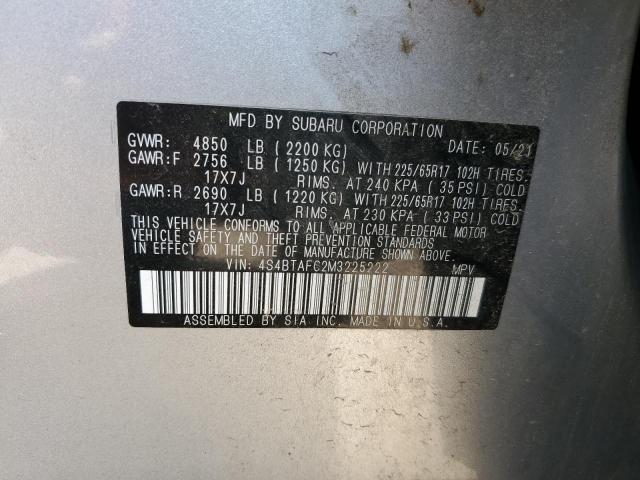 MFD BY SUBARU CORPORATION DATE: 05/21
GVWR: 4850 LB ( 2200 KG)
GAWR:F 2756 LB ( 1250 KG) WITH 225/65R17 102H TIRES.
17X7J RIMS. AT 240 KPA ( 35 PSI) COLD
GAWR:R 2690 LB ( 1220 KG) WITH 225/65R17 102H TIRES.
17X7J RIMS. AT 230 KPA ( 33 PSI) COLD
THIS VEHICLE CONFORMS TO ALL APPLICABLE FEDERAL MOTOR
VEHICLE SAFETY AND THEFT PREVENTION STANDARDS
IN EFFECT ON THE DATE OF MANUFACTURE SHOWN ABOVE.
VIN: 4S4BTAFC2M3225222 MPV
ASSEMBLED BY SIA INC. MADE IN U.S.A.